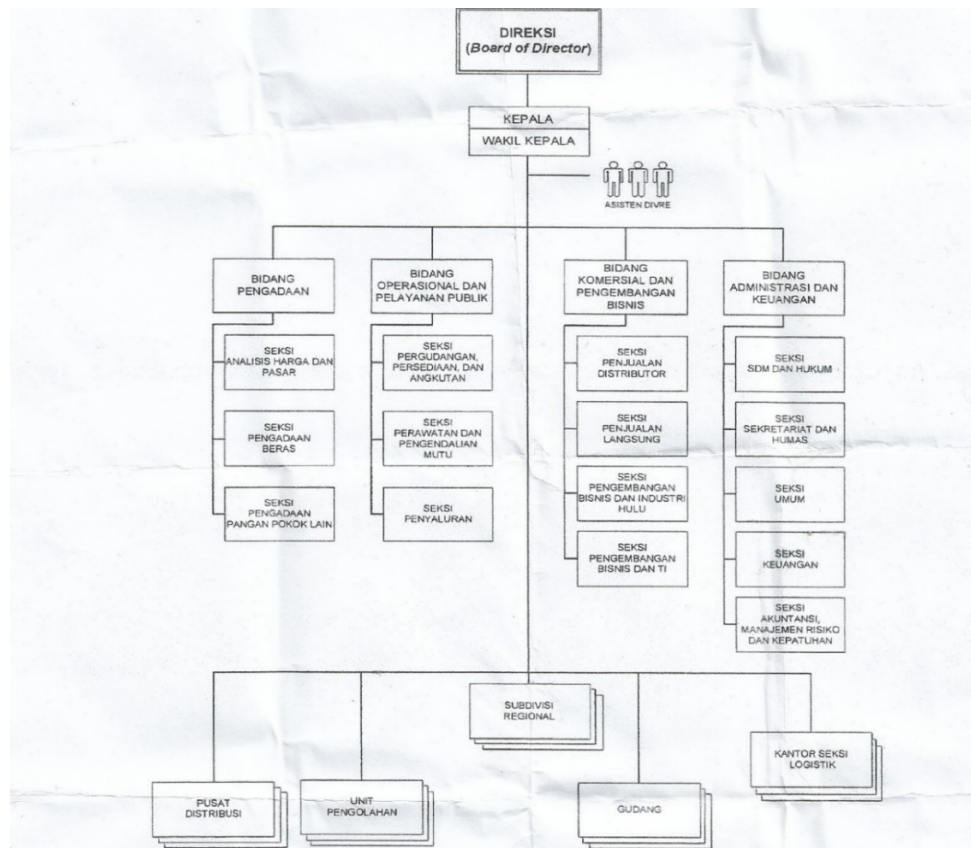 DIREKSI
(Board of Director)
KEPALA
WAKIL KEPALA
ASISTEN DIVRE
BIDANG
PENGADAAN
SEKSI
ANALISIS HARGA DAN
PASAR
SEKSI
PENGADAAN
BERAS
SEKSI
PENGADAAN
PANGAN POKOK LAIN
BIDANG
OPERASIONAL DAN
PELAYANAN PUBLIK
SEKSI
PERGUDANGAN,
PERSEDIAAN, DAN
ANGKUTAN
SEKSI
PERAWATAN DAN
PENGENDALIAN
MUTU
SEKSI
PENYALURAN
BIDANG
KOMERSIAL DAN
PENGEMBANGAN
BISNIS
SEKSI
PENJUALAN
DISTRIBUTOR
SEKSI
PENJUALAN
LANGSUNG
SEKSI
PENGEMBANGAN
BISNIS DAN INDUSTRI
HULU
SEKSI
PENGEMBANGAN
BISNIS DAN TI
BIDANG
ADMINISTRASI DAN
KEUANGAN
SEKSI
SDM DAN HUKUM
SEKSI
SEKRETARIAT DAN
HUMAS
SEKSI
UMUM
SEKSI
KEUANGAN
SEKSI
AKUNTANSI,
MANAJEMEN RISIKO
DAN KEPATUHAN
SUBDIVISI
REGIONAL
KANTOR SEKSI
LOGISTIK
PUSAT
DISTRIBUSI
UNIT
PENGOLAHAN
GUDANG